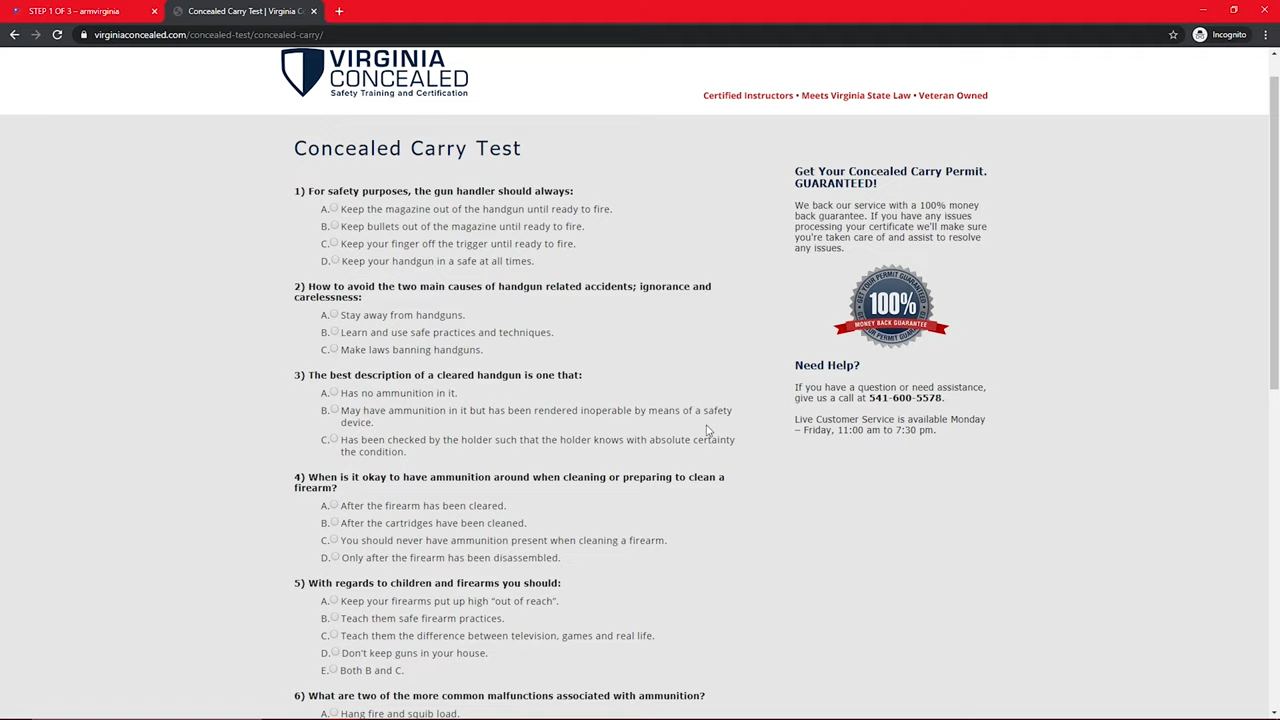 STEP 1 OF 3 – armvirginia
Concealed Carry Test | Virginia C
virginiaconcealed.com/concealed-test/concealed-carry/
Incognito
VIRGINIA
CONCEALED
Safety Training and Certification
Certified Instructors • Meets Virginia State Law • Veteran Owned
Concealed Carry Test
1) For safety purposes, the gun handler should always:
A. Keep the magazine out of the handgun until ready to fire.
B. Keep bullets out of the magazine until ready to fire.
C. Keep your finger off the trigger until ready to fire.
D. Keep your handgun in a safe at all times.
2) How to avoid the two main causes of handgun related accidents; ignorance and
carelessness:
A. Stay away from handguns.
B. Learn and use safe practices and techniques.
C. Make laws banning handguns.
3) The best description of a cleared handgun is one that:
A. Has no ammunition in it.
B. May have ammunition in it but has been rendered inoperable by means of a safety
device.
C. Has been checked by the holder such that the holder knows with absolute certainty
the condition.
4) When is it okay to have ammunition around when cleaning or preparing to clean a
firearm?
A. After the firearm has been cleared.
B. After the cartridges have been cleaned.
C. You should never have ammunition present when cleaning a firearm.
D. Only after the firearm has been disassembled.
5) With regards to children and firearms you should:
A. Keep your firearms put up high “out of reach”.
B. Teach them safe firearm practices.
C. Teach them the difference between television, games and real life.
D. Don't keep guns in your house.
E. Both B and C.
6) What are two of the more common malfunctions associated with ammunition?
A. Hang fire and squib load.
Get Your Concealed Carry Permit.
GUARANTEED!
We back our service with a 100% money
back guarantee. If you have any issues
processing your certificate we'll make sure
you're taken care of and assist to resolve
any issues.
GET YOUR PERMIT GUARANTEED
100%
MONEY BACK GUARANTEE
Need Help?
If you have a question or need assistance,
give us a call at 541-600-5578.
Live Customer Service is available Monday
– Friday, 11:00 am to 7:30 pm.